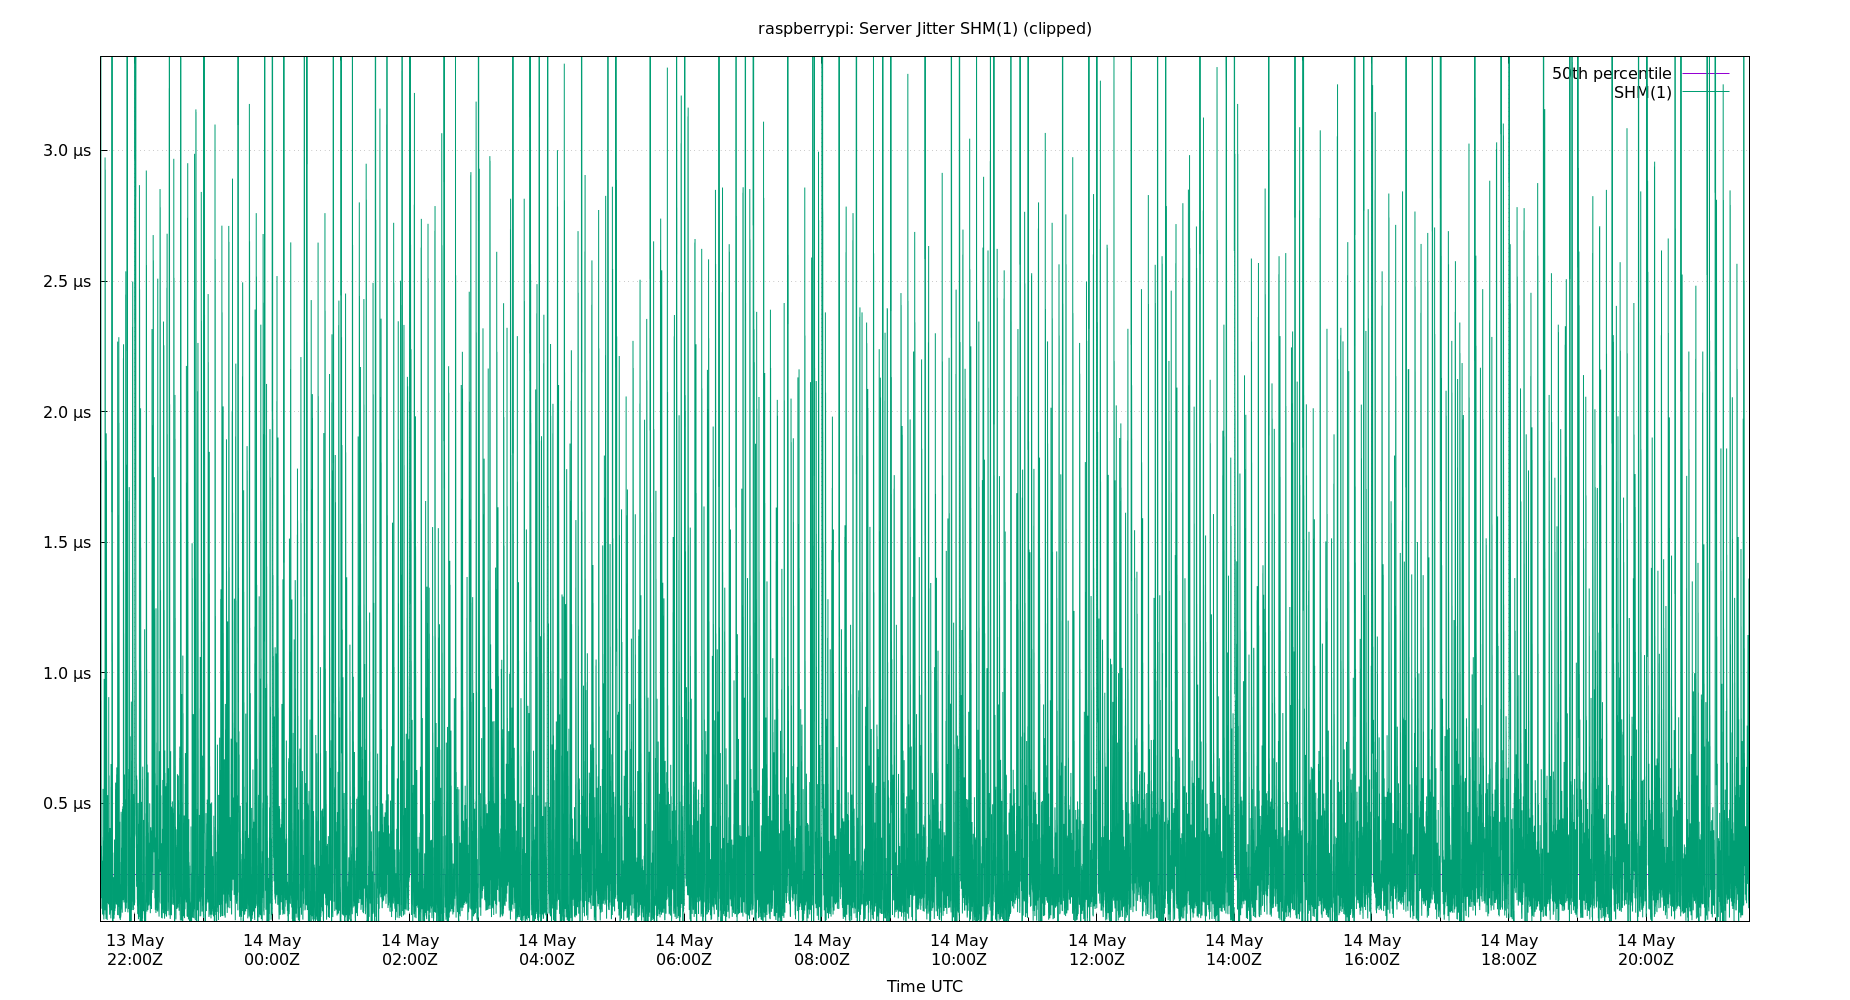 raspberrypi: Server Jitter SHM(1) (clipped)
50th percentile
SHM(1)
3.0 µs
2.5 µs
2.0 µs
1.5 µs
1.0 µs
0.5 µs
13 May 14 May 14 May 14 May 14 May 14 May 14 May 14 May 14 May 14 May 14 May 14 May
22:00Z 00:00Z 02:00Z 04:00Z 06:00Z 08:00Z 10:00Z 12:00Z 14:00Z 16:00Z 18:00Z 20:00Z
Time UTC